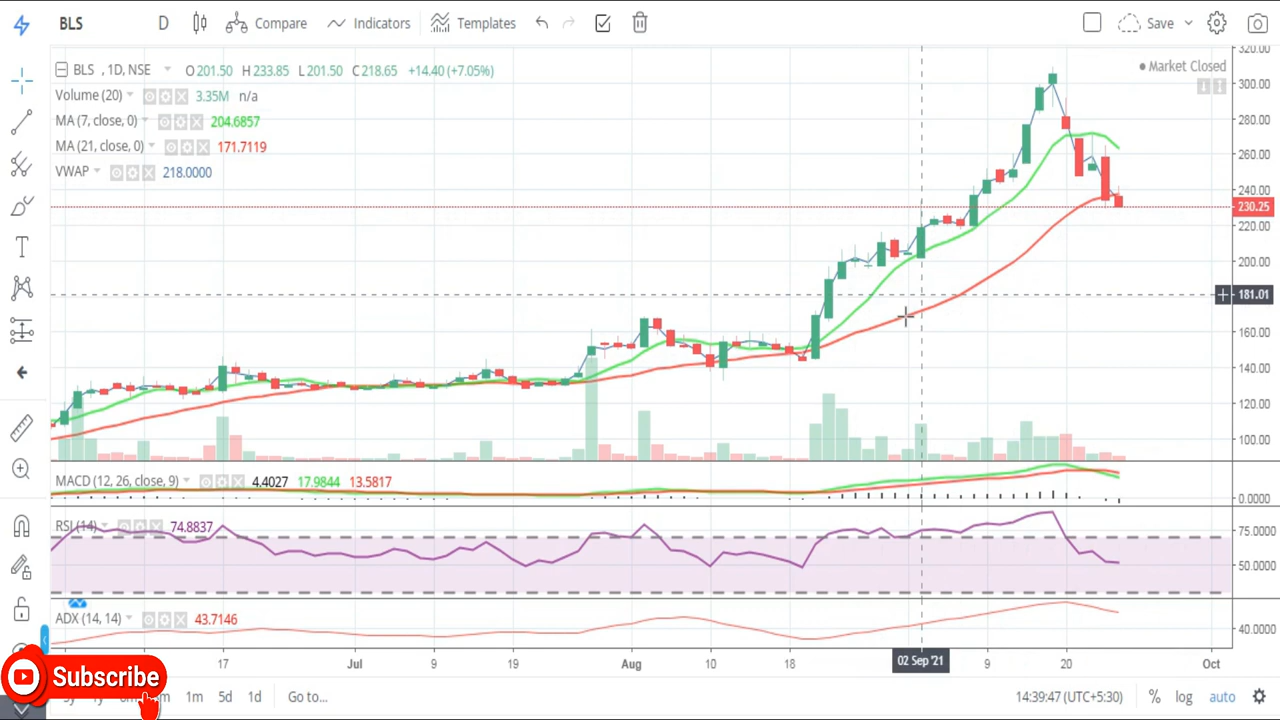 BLS D Compare Indicators Templates Save
BLS , 1D, NSE O201.50 H233.85 L201.50 C218.65 +14.40 (+7.05%) Market Closed
Volume (20) 3.35M n/a
MA (7, close, 0) 204.6857
MA (21, close, 0) 171.7119
VWAP 218.0000
320.00
300.00
280.00
260.00
240.00
230.25
220.00
200.00
181.01
160.00
140.00
120.00
100.00
MACD (12, 26, close, 9) 4.4027 17.9844 13.5817
0.0000
RSI (14) 74.8837
75.0000
50.0000
ADX (14, 14) 43.7146
40.0000
17 Jul 9 19 Aug 10 18 02 Sep '21 9 20 Oct
Subscribe
1m 5d 1d Go to... 14:39:47 (UTC+5:30) % log auto